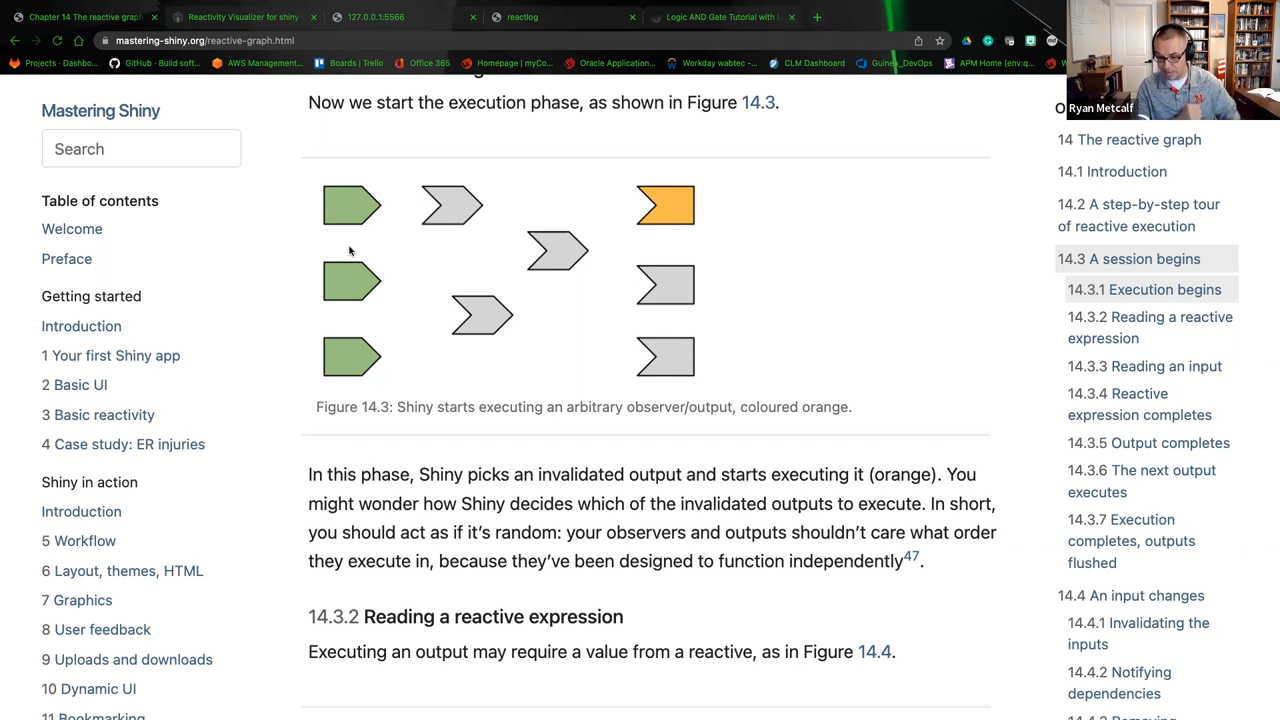 Chapter 14 The reactive graph
Reactivity Visualizer for shiny
127.0.0.1:5566
reactlog
Logic AND Gate Tutorial with L
mastering-shiny.org/reactive-graph.html
Projects · Dashbo...
GitHub · Build soft...
AWS Management...
Boards | Trello
Office 365
Homepage | myCo...
Oracle Application...
Workday wabtec -...
CLM Dashboard
Guinea_DevOps
APM Home (env:q...
Ryan Metcalf
Mastering Shiny
Search
Table of contents
Welcome
Preface
Getting started
Introduction
1 Your first Shiny app
2 Basic UI
3 Basic reactivity
4 Case study: ER injuries
Shiny in action
Introduction
5 Workflow
6 Layout, themes, HTML
7 Graphics
8 User feedback
9 Uploads and downloads
10 Dynamic UI
11 Bookmarking
Now we start the execution phase, as shown in Figure 14.3.
Figure 14.3: Shiny starts executing an arbitrary observer/output, coloured orange.
In this phase, Shiny picks an invalidated output and starts executing it (orange). You
might wonder how Shiny decides which of the invalidated outputs to execute. In short,
you should act as if it's random: your observers and outputs shouldn't care what order
they execute in, because they've been designed to function independently47.
14.3.2 Reading a reactive expression
Executing an output may require a value from a reactive, as in Figure 14.4.
14 The reactive graph
14.1 Introduction
14.2 A step-by-step tour
of reactive execution
14.3 A session begins
14.3.1 Execution begins
14.3.2 Reading a reactive
expression
14.3.3 Reading an input
14.3.4 Reactive
expression completes
14.3.5 Output completes
14.3.6 The next output
executes
14.3.7 Execution
completes, outputs
flushed
14.4 An input changes
14.4.1 Invalidating the
inputs
14.4.2 Notifying
dependencies